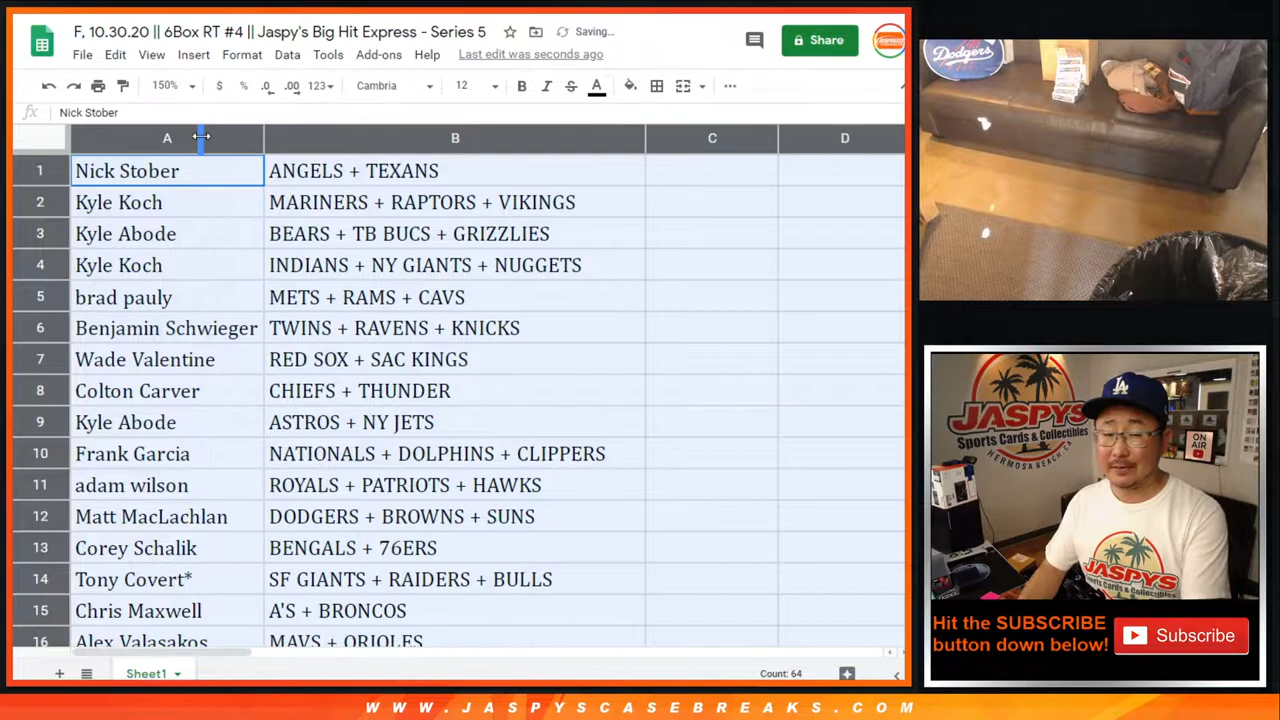 F, 10.30.20 || 6Box RT #4 || Jaspy's Big Hit Express - Series 5
Saving...
Share
File Edit View Insert Format Data Tools Add-ons Help Last edit was seconds ago
150% $ % .0 .00 123 Cambria 12 B I S A
fx Nick Stober
A B C D
1 Nick Stober ANGELS + TEXANS
2 Kyle Koch MARINERS + RAPTORS + VIKINGS
3 Kyle Abode BEARS + TB BUCS + GRIZZLIES
4 Kyle Koch INDIANS + NY GIANTS + NUGGETS
5 brad pauly METS + RAMS + CAVS
6 Benjamin Schwieger TWINS + RAVENS + KNICKS
7 Wade Valentine RED SOX + SAC KINGS
8 Colton Carver CHIEFS + THUNDER
9 Kyle Abode ASTROS + NY JETS
10 Frank Garcia NATIONALS + DOLPHINS + CLIPPERS
11 adam wilson ROYALS + PATRIOTS + HAWKS
12 Matt MacLachlan DODGERS + BROWNS + SUNS
13 Corey Schalik BENGALS + 76ERS
14 Tony Covert* SF GIANTS + RAIDERS + BULLS
15 Chris Maxwell A'S + BRONCOS
16 Alex Valasakos MAVS + ORIOLES
Sheet1
Count: 64
Dodgers
JASPYS
Sports Cards & Collectibles
HERMOSA BEACH, CA
ON
AIR
LA
JASPYS
Hit the SUBSCRIBE
button down below!
Subscribe
WWW.JASPYSCASEBREAKS.COM